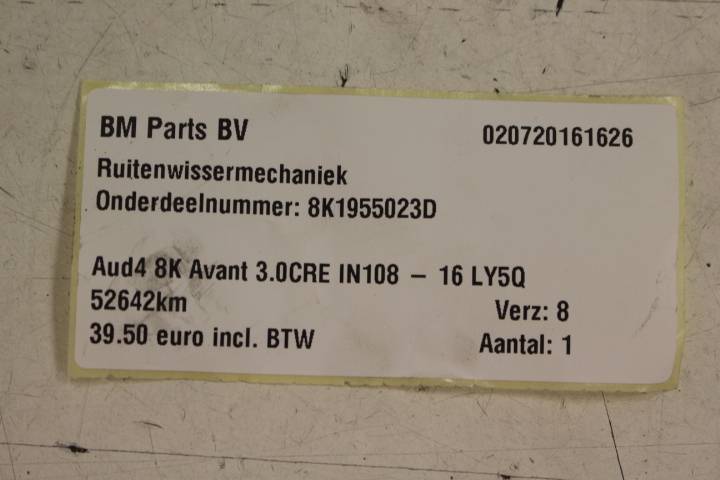 BM Parts BV 020720161626
Ruitenwissermechaniek
Onderdeelnummer: 8K1955023D
Aud4 8K Avant 3.0CRE IN108 – 16 LY5Q
52642km Verz: 8
39.50 euro incl. BTW Aantal: 1